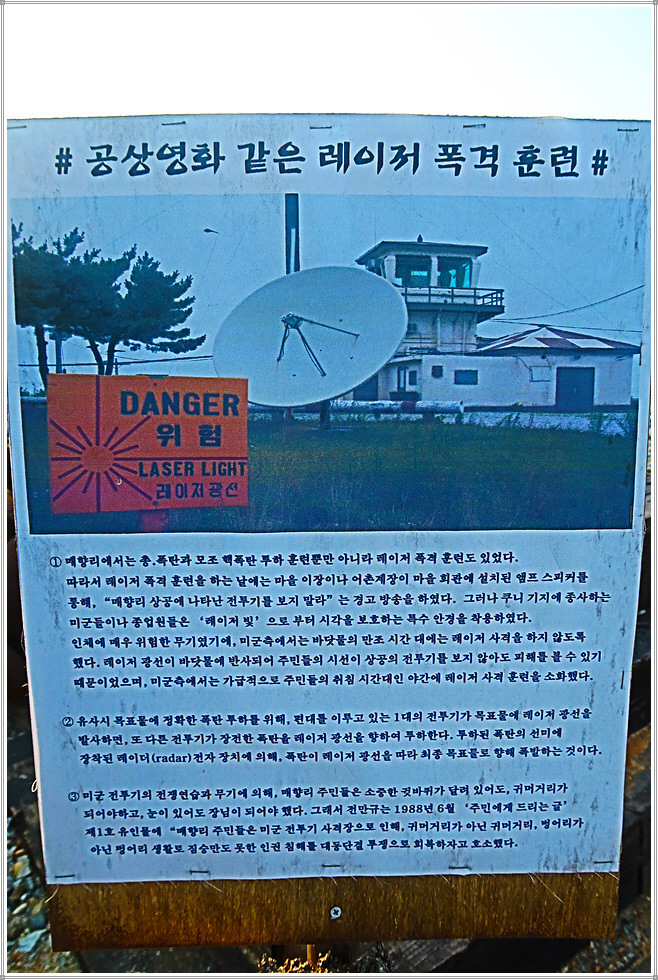 # 공상영화 같은 레이저 폭격 훈련 #
DANGER
위 험
LASER LIGHT
레이저광선
① 매향리에서는 총.폭탄과 모조 핵폭탄 투하 훈련뿐만 아니라 레이저 폭격 훈련도 있었다.
따라서 레이저 폭격 훈련을 하는 날에는 마을 이장이나 어촌계장이 마을 회관에 설치된 앰프 스피커를
통해, “매향리 상공에 나타난 전투기를 보지 말라”는 경고 방송을 하였다. 그러나 쿠니 기지에 종사하는
미군들이나 종업원들은 ‘레이저 빛’으로 부터 시각을 보호하는 특수 안경을 착용하였다.
인체에 매우 위험한 무기였기에, 미군측에서는 바닷물의 만조 시간 대에는 레이저 사격을 하지 않도록
했다. 레이저 광선이 바닷물에 반사되어 주민들의 시선이 상공의 전투기를 보지 않아도 피해를 볼 수 있기
때문이었으며, 미군측에서는 가급적으로 주민들의 취침 시간대인 야간에 레이저 사격 훈련을 소화했다.
② 유사시 목표물에 정확한 폭탄 투하를 위해, 편대를 이루고 있는 1대의 전투기가 목표물에 레이저 광선을
발사하면, 또 다른 전투기가 장전한 폭탄을 레이저 광선을 향하여 투하한다. 투하된 폭탄의 선미에
장착된 레이더(radar)전자 장치에 의해, 폭탄이 레이저 광선을 따라 최종 목표물로 향해 폭발하는 것이다.
③ 미군 전투기의 전쟁연습과 무기에 의해, 매향리 주민들은 소중한 귓바퀴가 달려 있어도, 귀머거리가
되어야하고, 눈이 있어도 장님이 되어야 했다. 그래서 전만규는 1988년 6월 ‘주민에게 드리는 글’
제1호 유인물에 “매향리 주민들은 미군 전투기 사격장으로 인해, 귀머거리가 아닌 귀머거리, 벙어리가
아닌 벙어리 생활로 짐승만도 못한 인권 침해를 대동단결 투쟁으로 회복하자고 호소했다.